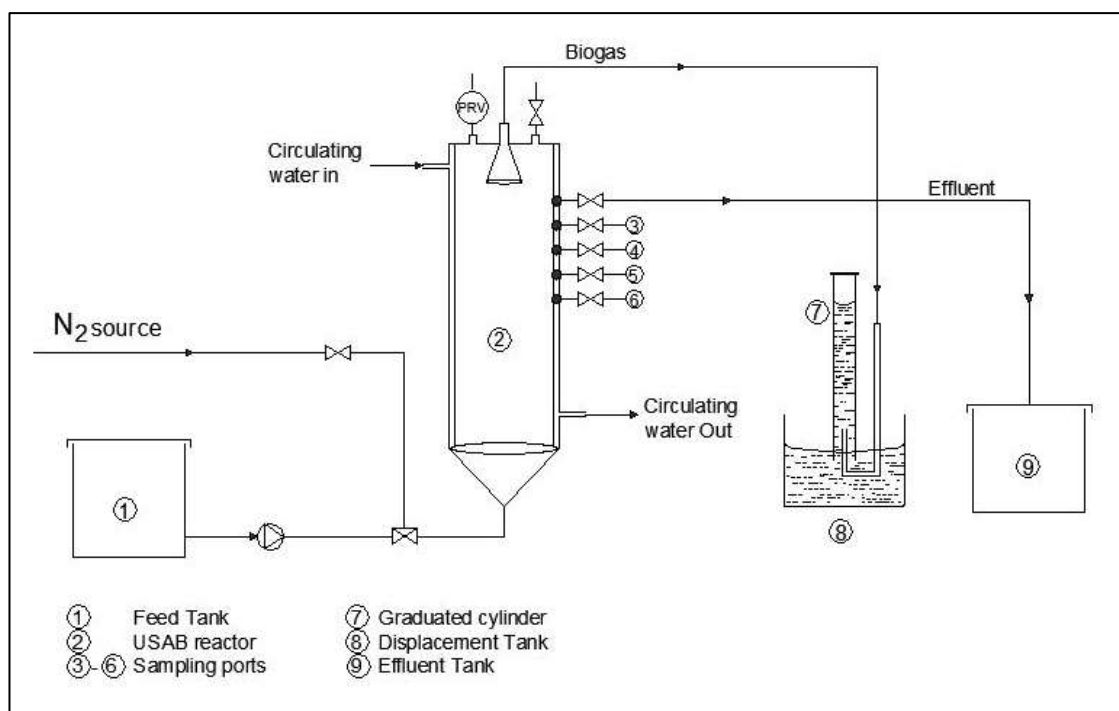 Biogas
PRV
Circulating
water in
Effluent
③
④
⑤
⑥
⑦
N₂ source
②
Circulating
water Out
①
⑨
⑧
① Feed Tank
② USAB reactor
③-⑥ Sampling ports
⑦ Graduated cylinder
⑧ Displacement Tank
⑨ Effluent Tank